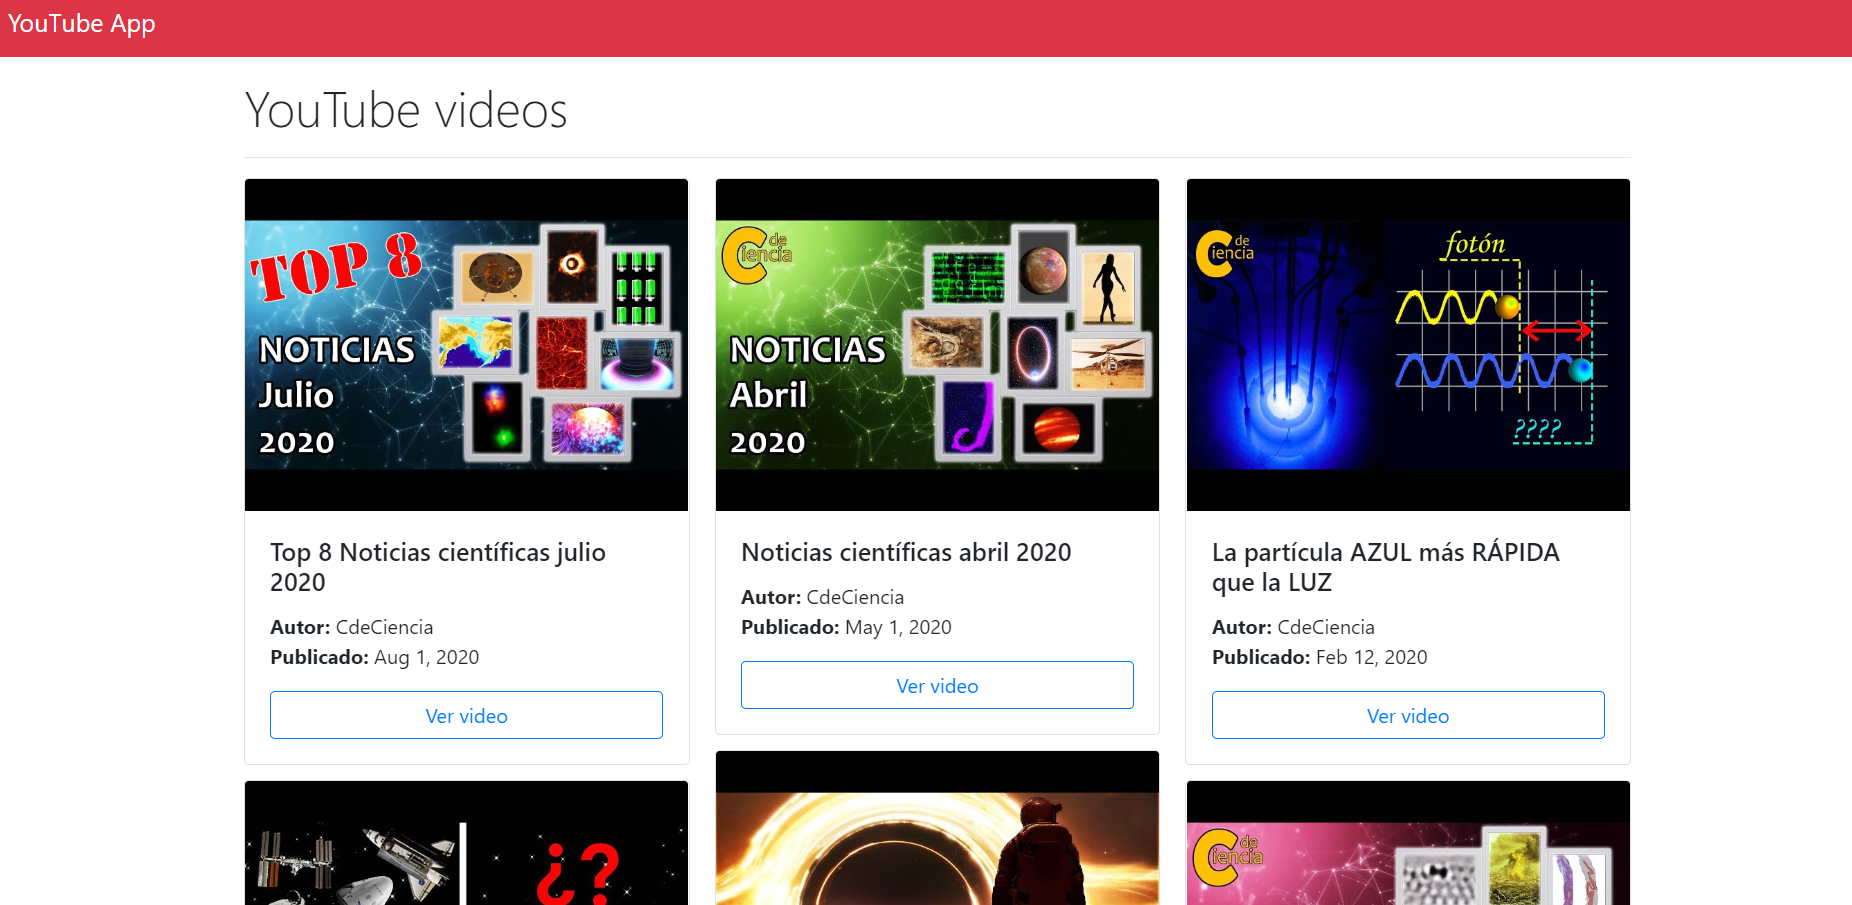 YouTube App
YouTube videos
TOP 8
NOTICIAS
Julio
2020
Top 8 Noticias científicas julio
2020
Autor: CdeCiencia
Publicado: Aug 1, 2020
Ver video
C de
iencia
NOTICIAS
Abril
2020
Noticias científicas abril 2020
Autor: CdeCiencia
Publicado: May 1, 2020
Ver video
C de
iencia
fotón
????
La partícula AZUL más RÁPIDA
que la LUZ
Autor: CdeCiencia
Publicado: Feb 12, 2020
Ver video
¿?
C de
iencia